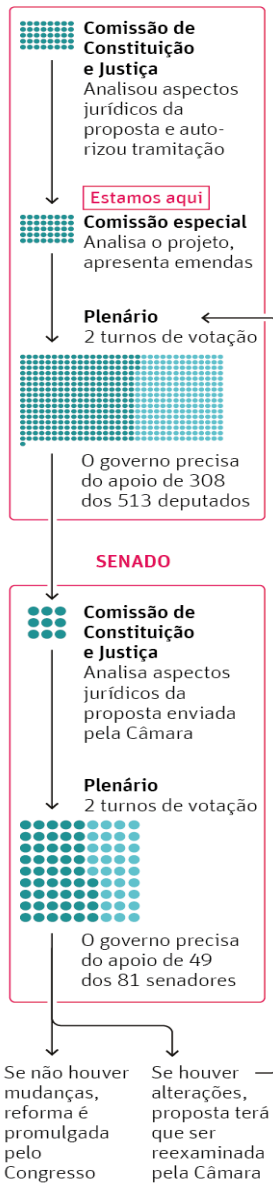 Comissão de
Constituição
e Justiça
Analisou aspectos
jurídicos da
proposta e auto-
rizou tramitação
Estamos aqui
Comissão especial
Analisa o projeto,
apresenta emendas
Plenário
2 turnos de votação
O governo precisa
do apoio de 308
dos 513 deputados
SENADO
Comissão de
Constituição
e Justiça
Analisa aspectos
jurídicos da
proposta enviada
pela Câmara
Plenário
2 turnos de votação
O governo precisa
do apoio de 49
dos 81 senadores
Se não houver
mudanças,
reforma é
promulgada
pelo
Congresso
Se houver
alterações,
proposta terá
que ser
reexaminada
pela Câmara